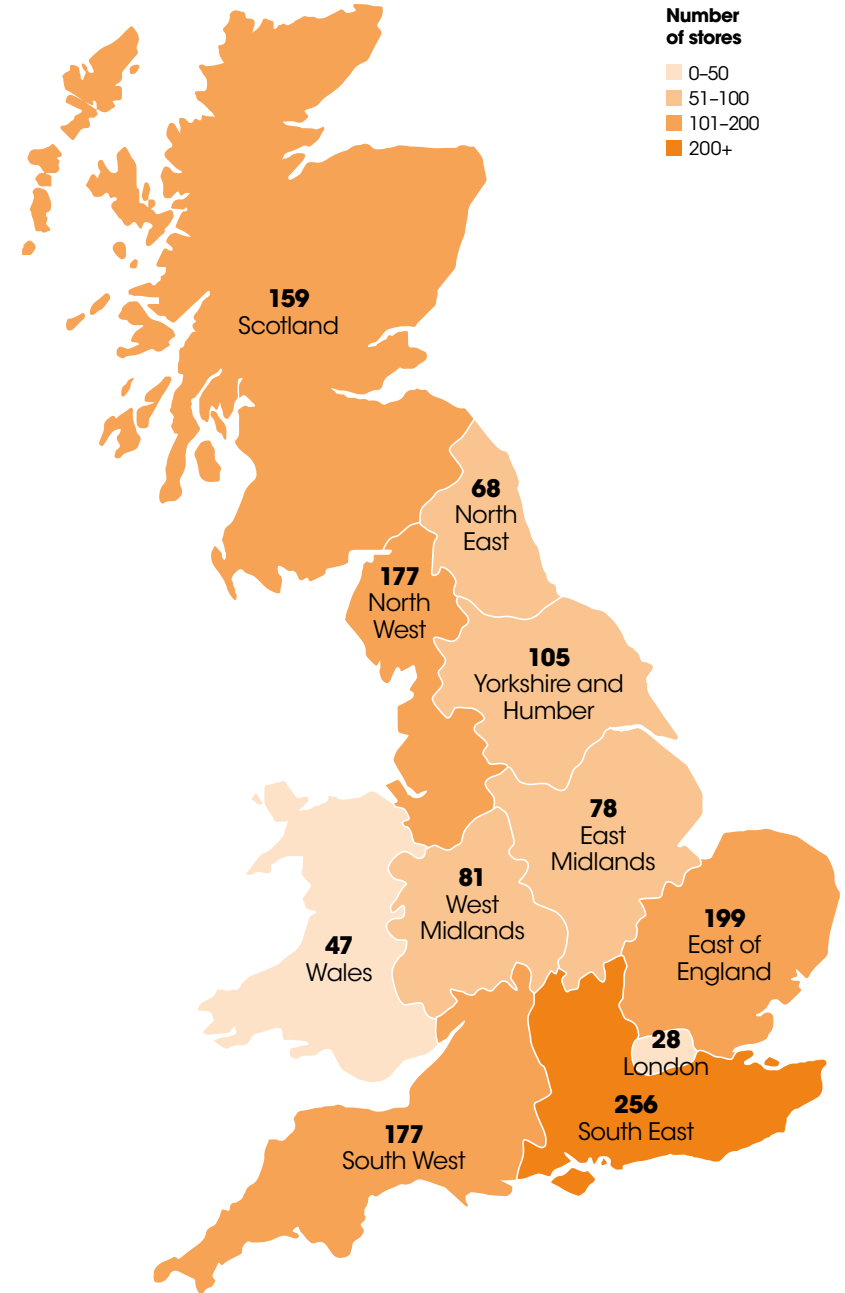 Number
of stores
0–50
51–100
101–200
200+
159
Scotland
68
North
East
177
North
West
105
Yorkshire and
Humber
78
East
Midlands
81
West
Midlands
199
East of
England
47
Wales
28
London
256
South East
177
South West